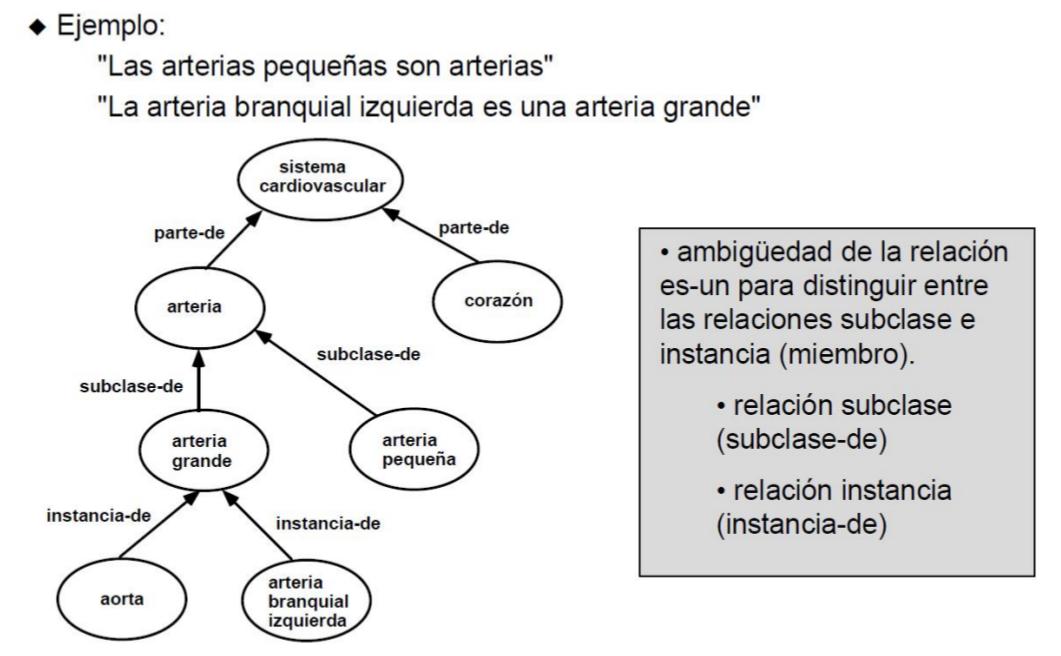 ◆ Ejemplo:
"Las arterias pequeñas son arterias"
"La arteria branquial izquierda es una arteria grande"
sistema
cardiovascular
parte-de
parte-de
arteria
corazón
subclase-de
subclase-de
arteria
grande
arteria
pequeña
instancia-de
instancia-de
aorta
arteria
branquial
izquierda
• ambigüedad de la relación
es-un para distinguir entre
las relaciones subclase e
instancia (miembro).
• relación subclase
(subclase-de)
• relación instancia
(instancia-de)